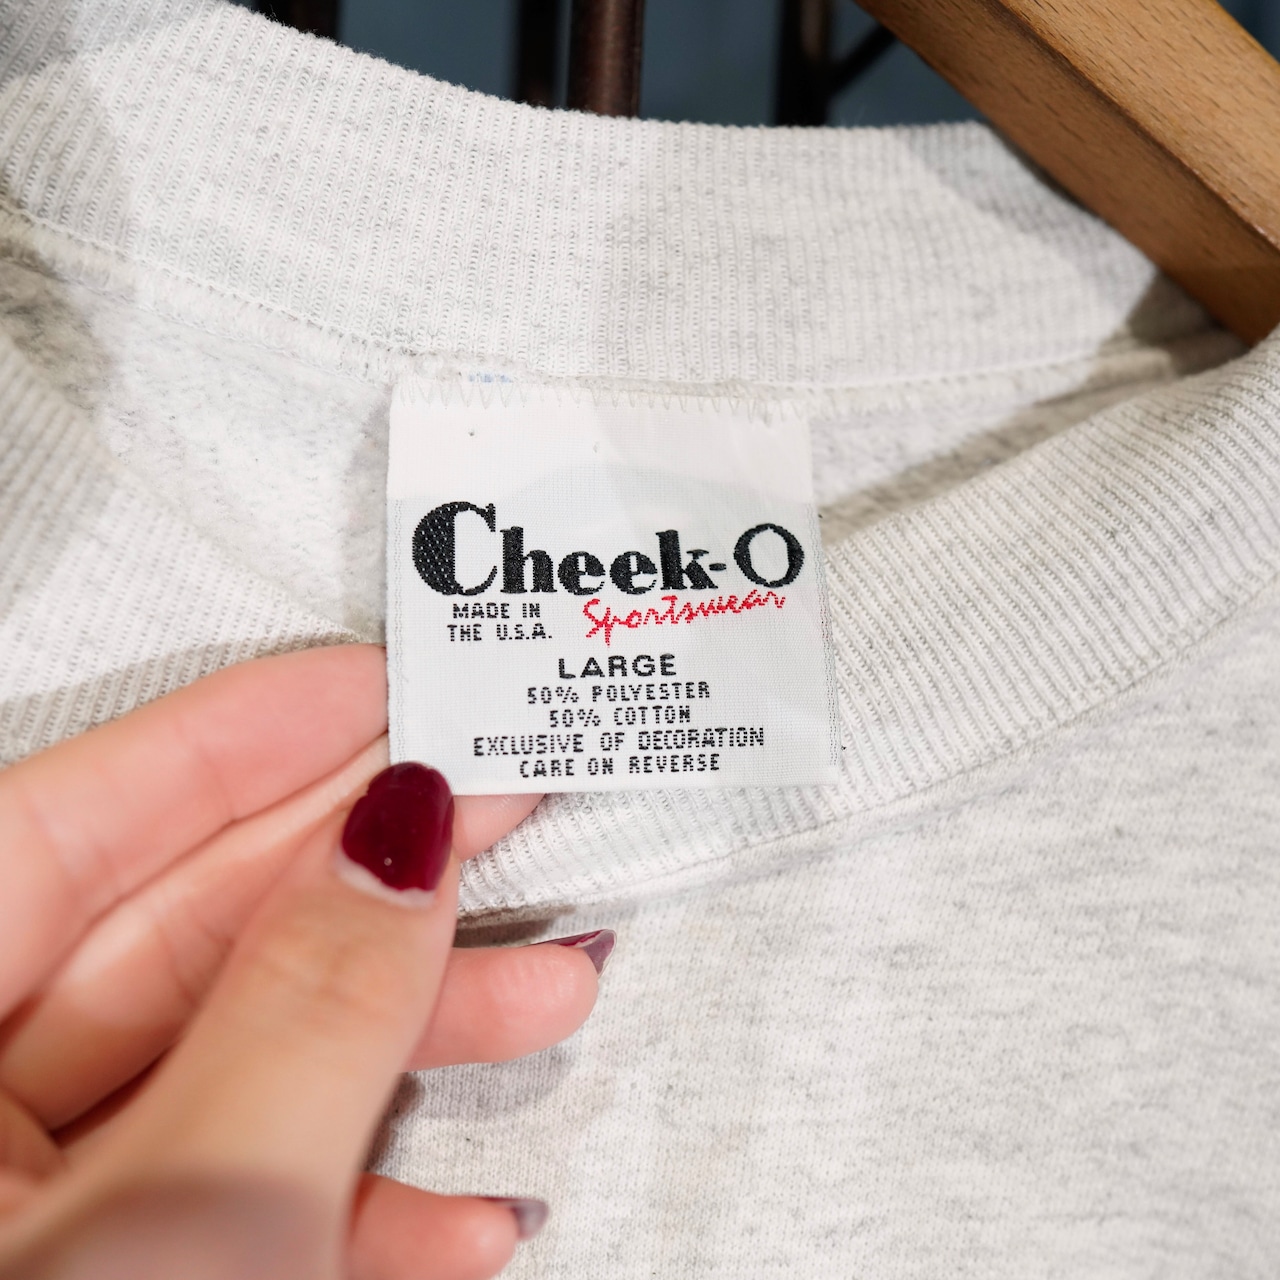 Cheek-O
MADE IN
THE U.S.A.
Sportswear
LARGE
50% POLYESTER
50% COTTON
EXCLUSIVE OF DECORATION
CARE ON REVERSE